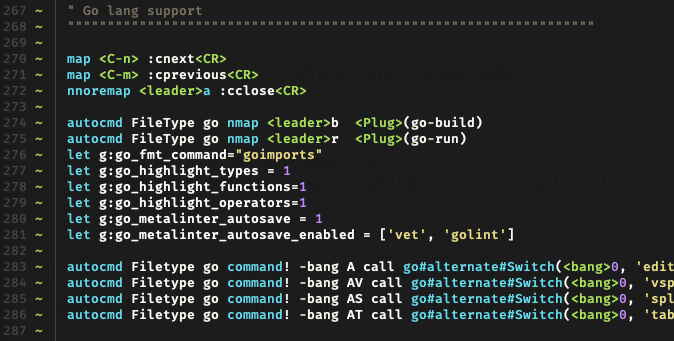 267 ~ " Go lang support
268 ~ """"""""""""""""""""""""""""""""""""""""""""""""""""""""""""""""""""""""""""""
269 ~
270 ~ map <C-n> :cnext<CR>
271 ~ map <C-m> :cprevious<CR>
272 ~ nnoremap <leader>a :cclose<CR>
273 ~
274 ~ autocmd FileType go nmap <leader>b  <Plug>(go-build)
275 ~ autocmd FileType go nmap <leader>r  <Plug>(go-run)
276 ~ let g:go_fmt_command="goimports"
277 ~ let g:go_highlight_types = 1
278 ~ let g:go_highlight_functions=1
279 ~ let g:go_highlight_operators=1
280 ~ let g:go_metalinter_autosave = 1
281 ~ let g:go_metalinter_autosave_enabled = ['vet', 'golint']
282 ~
283 ~ autocmd Filetype go command! -bang A call go#alternate#Switch(<bang>0, 'edit
284 ~ autocmd Filetype go command! -bang AV call go#alternate#Switch(<bang>0, 'vsp
285 ~ autocmd Filetype go command! -bang AS call go#alternate#Switch(<bang>0, 'spl
286 ~ autocmd Filetype go command! -bang AT call go#alternate#Switch(<bang>0, 'tab
287 ~